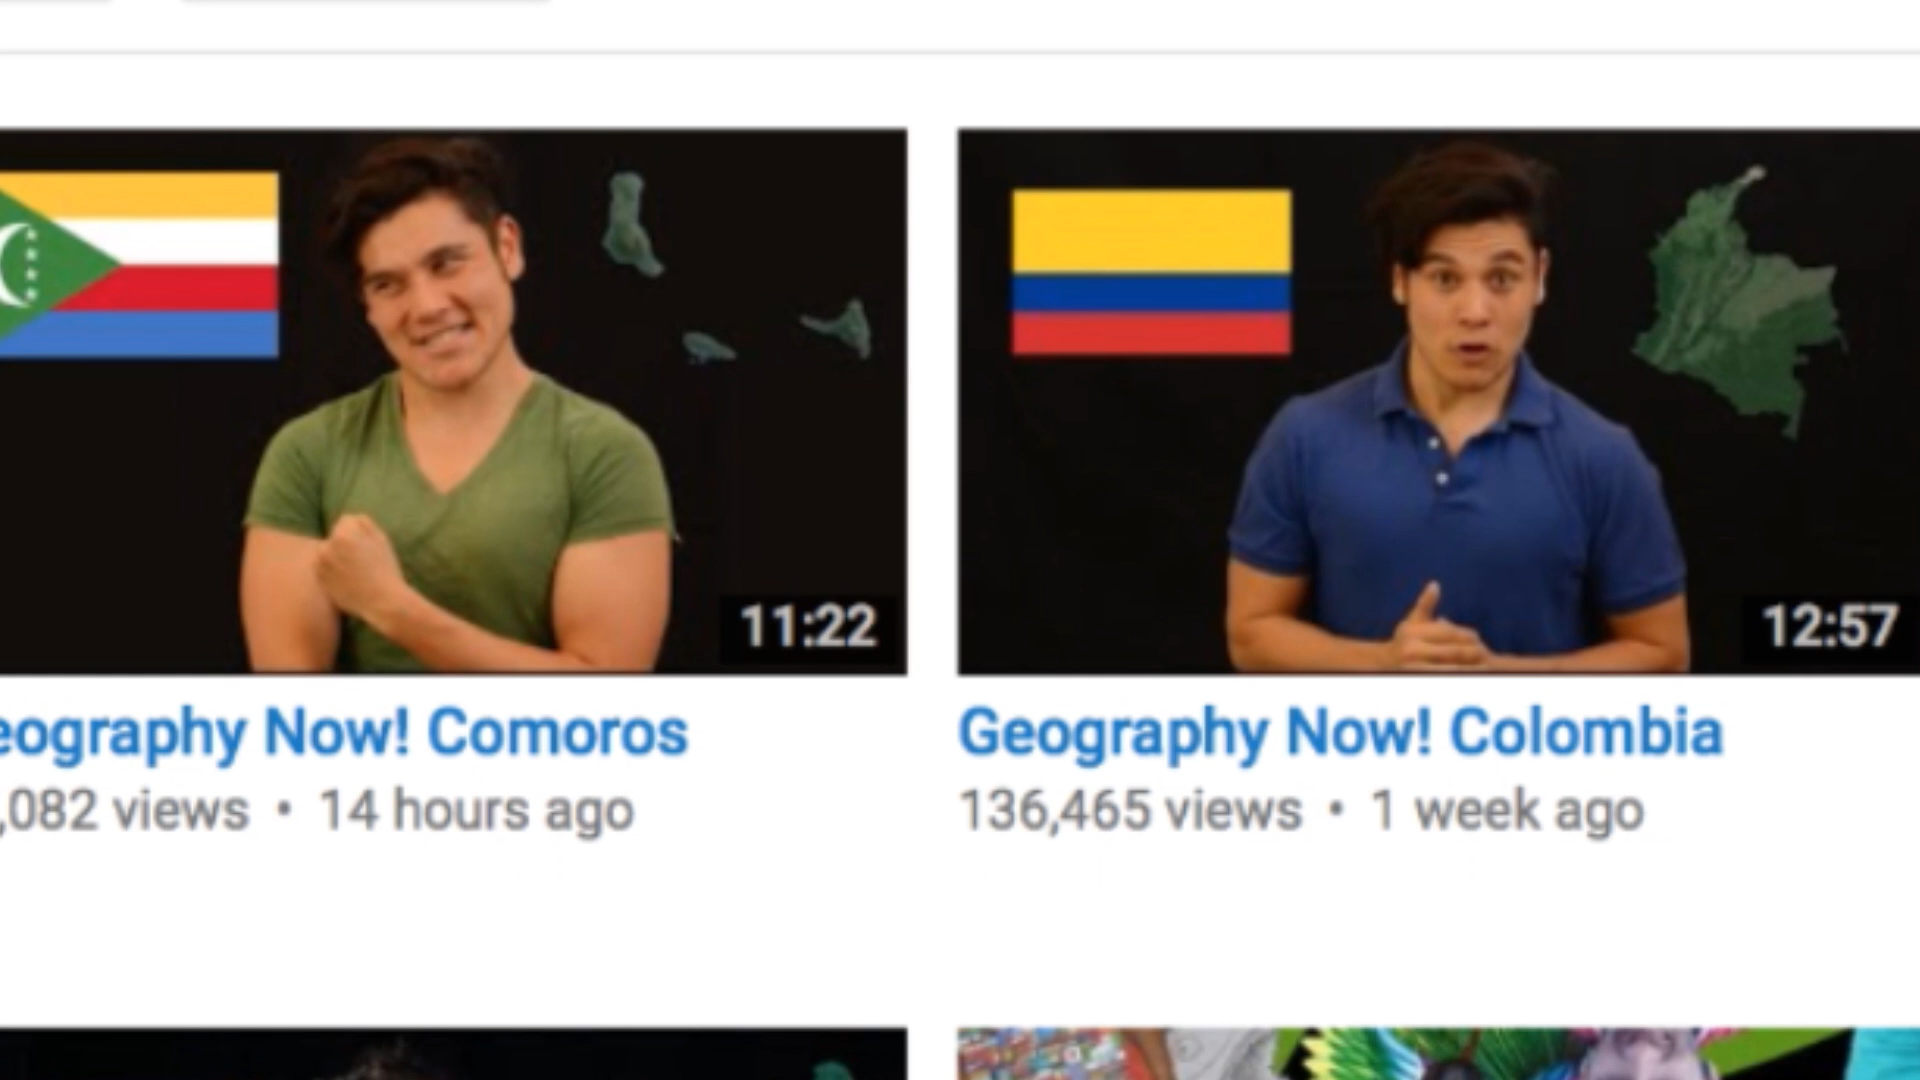 11:22
12:57
eography Now! Comoros
Geography Now! Colombia
,082 views • 14 hours ago
136,465 views • 1 week ago